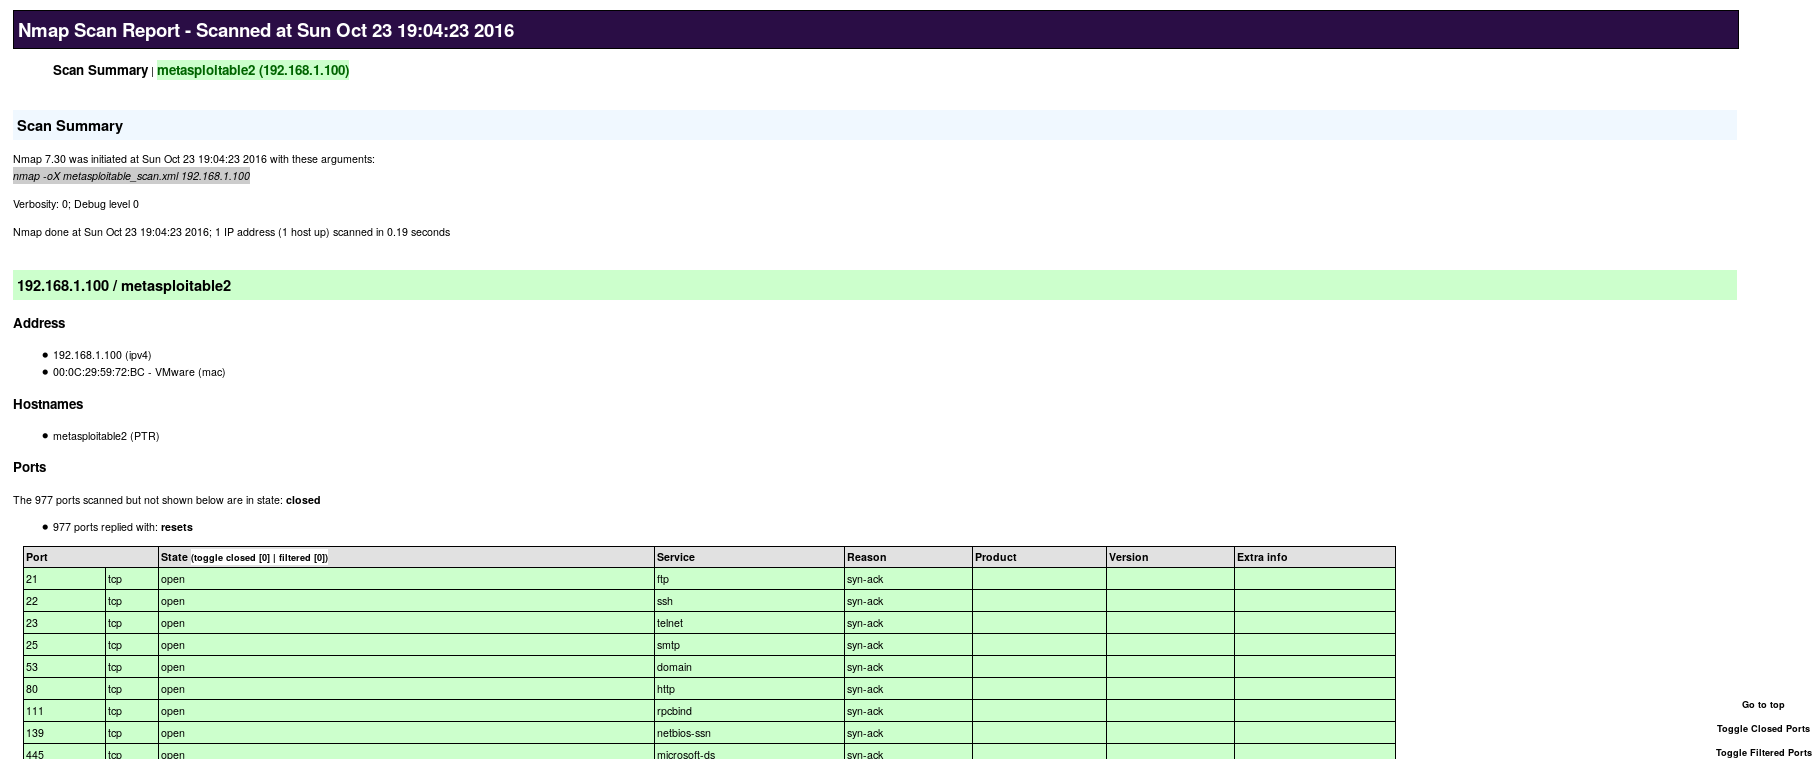 Nmap Scan Report - Scanned at Sun Oct 23 19:04:23 2016
Scan Summary | metasploitable2 (192.168.1.100)
Scan Summary
Nmap 7.30 was initiated at Sun Oct 23 19:04:23 2016 with these arguments:
nmap -oX metasploitable_scan.xml 192.168.1.100
Verbosity: 0; Debug level 0
Nmap done at Sun Oct 23 19:04:23 2016; 1 IP address (1 host up) scanned in 0.19 seconds
192.168.1.100 / metasploitable2
Address
192.168.1.100 (ipv4)
00:0C:29:59:72:BC - VMware (mac)
Hostnames
metasploitable2 (PTR)
Ports
The 977 ports scanned but not shown below are in state: closed
977 ports replied with: resets
Port State (toggle closed [0] | filtered [0]) Service Reason Product Version Extra info
21 tcp open ftp syn-ack
22 tcp open ssh syn-ack
23 tcp open telnet syn-ack
25 tcp open smtp syn-ack
53 tcp open domain syn-ack
80 tcp open http syn-ack
111 tcp open rpcbind syn-ack
139 tcp open netbios-ssn syn-ack
445 tcp open microsoft-ds syn-ack
Go to top
Toggle Closed Ports
Toggle Filtered Ports